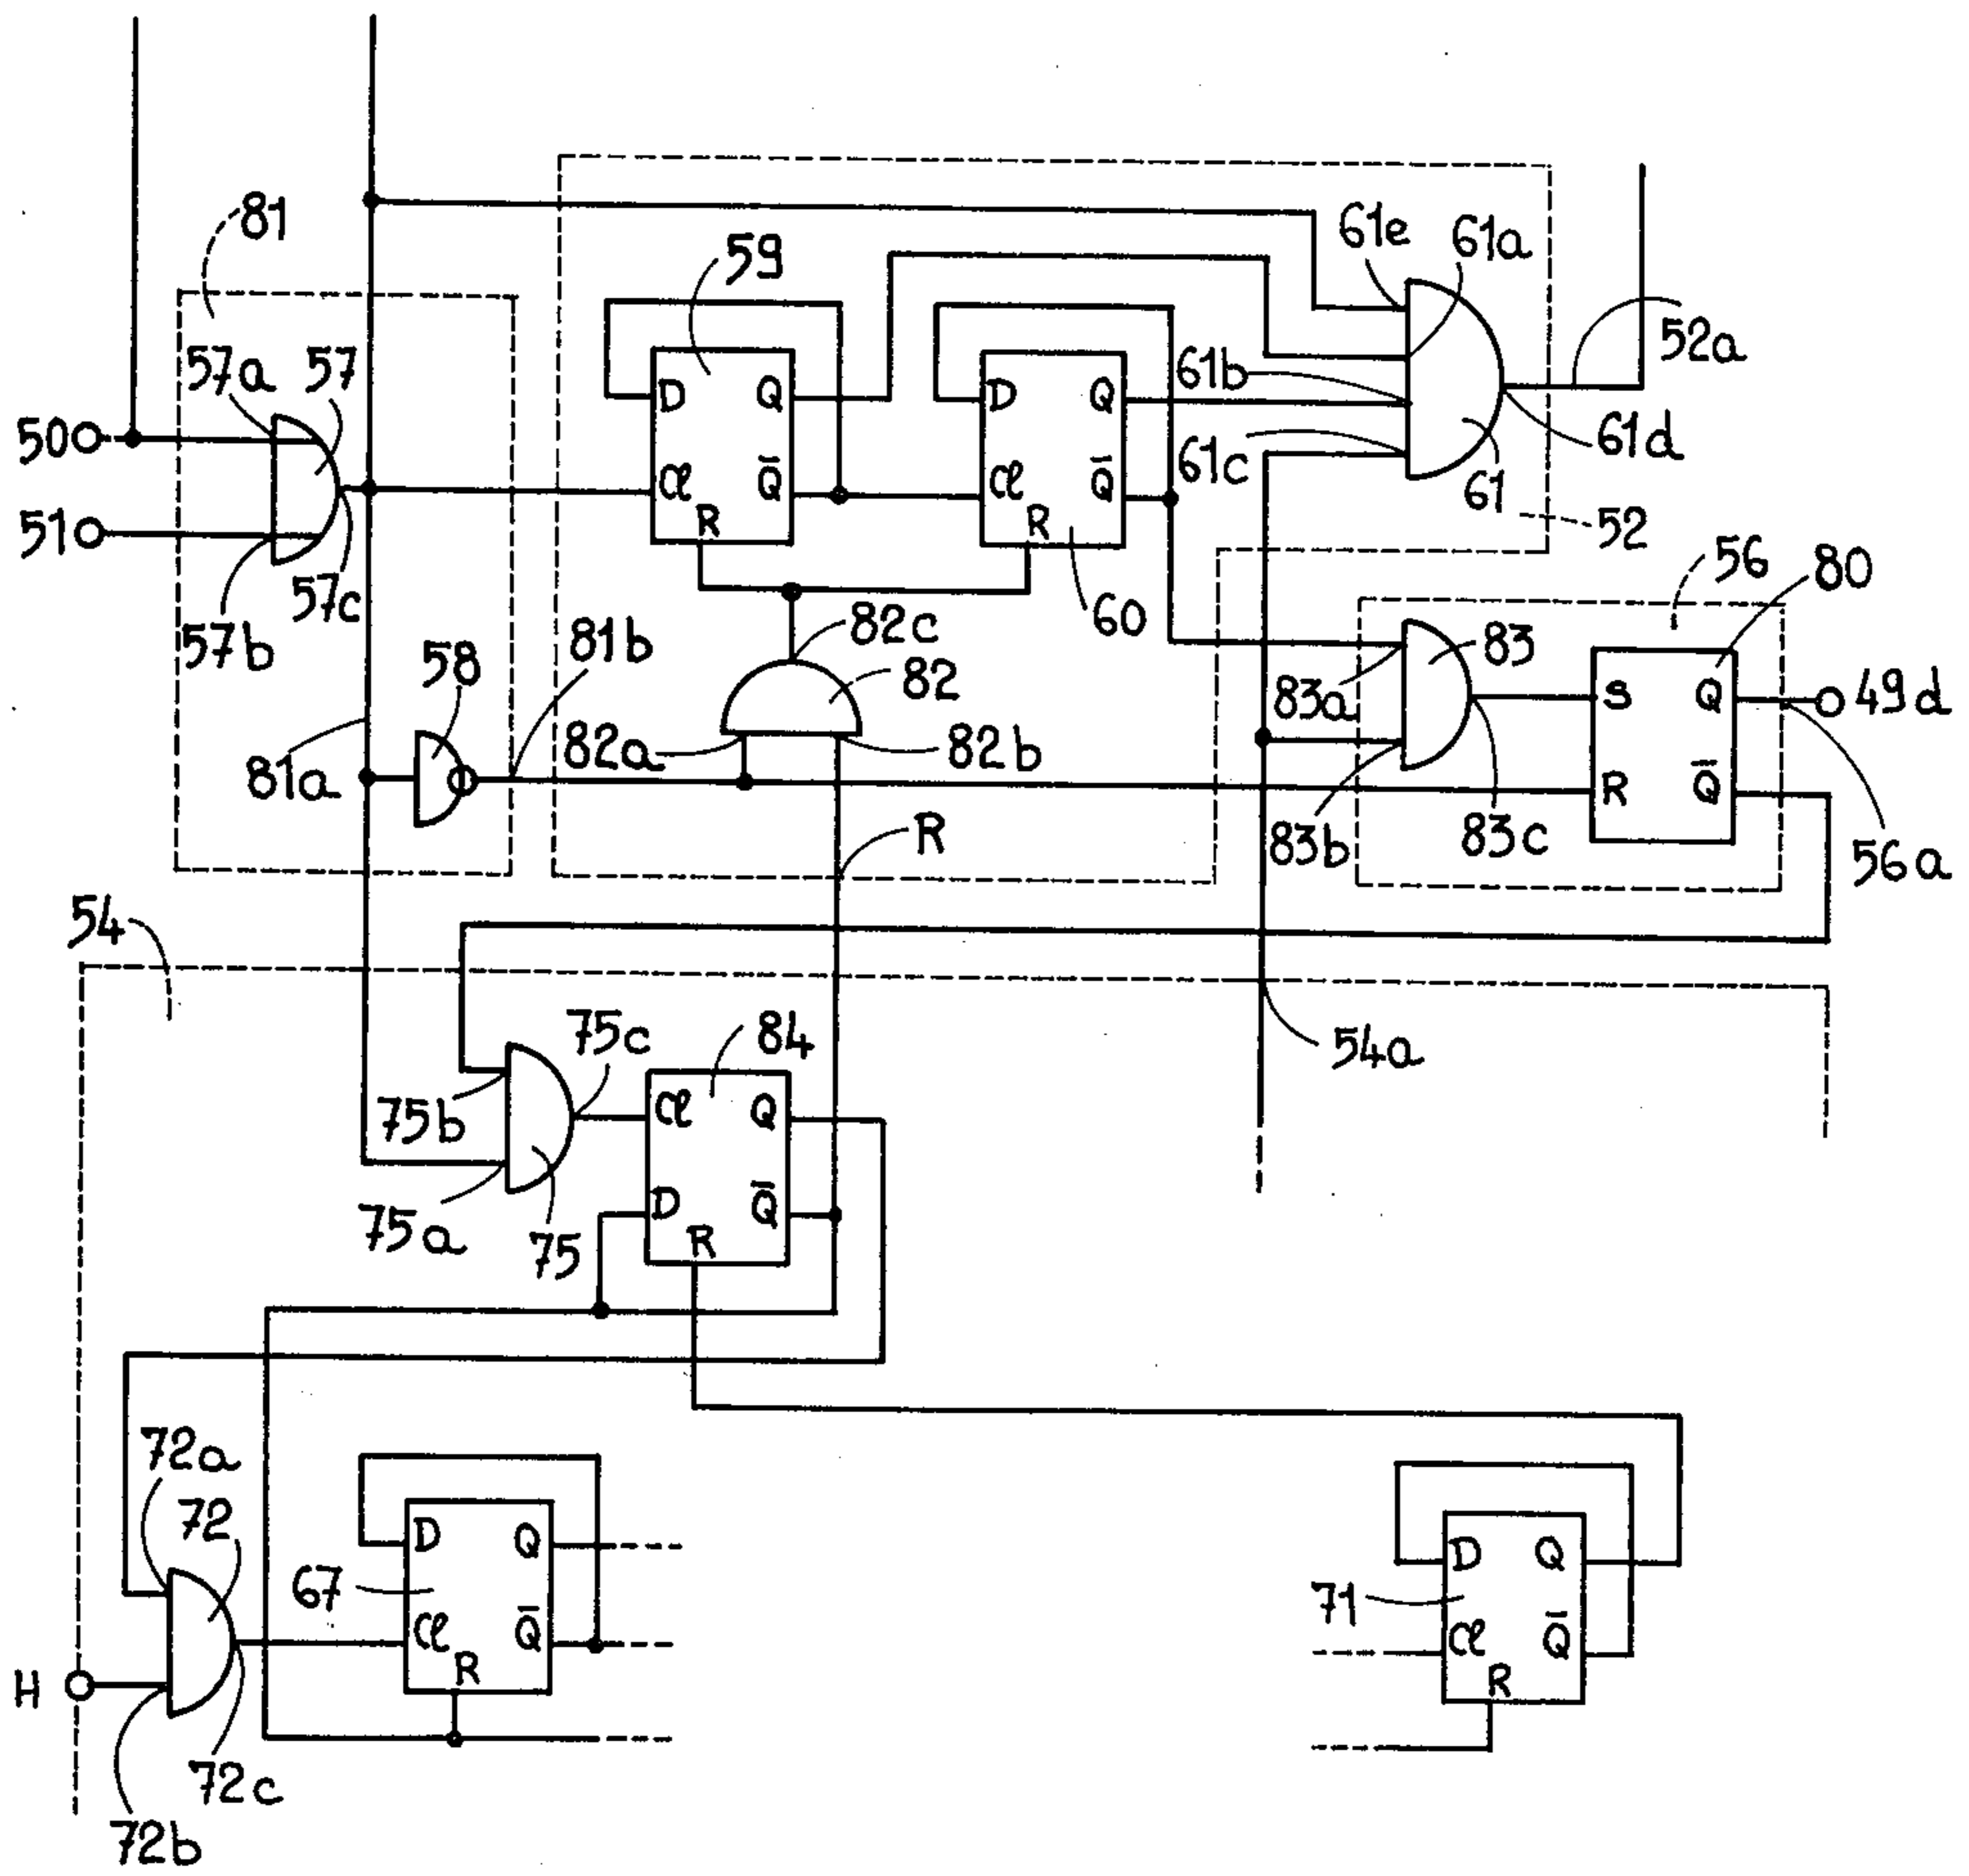 81
59
61e
61a
52a
57a
57
D
Q
D
Q
61b
50
61c
61d
Cl
Q̄
Cl
Q̄
61
51
R
R
52
57c
60
56
80
57b
58
81b
82c
82
83
83a
S
Q
49d
81a
82a
82b
R
Q̄
R
83b
83c
56a
54
75c
84
54a
75b
Cl
Q
D
Q̄
75a
75
R
72a
72
D
Q
D
Q
67
71
Cl
Q̄
Cl
Q̄
H
R
R
72c
72b